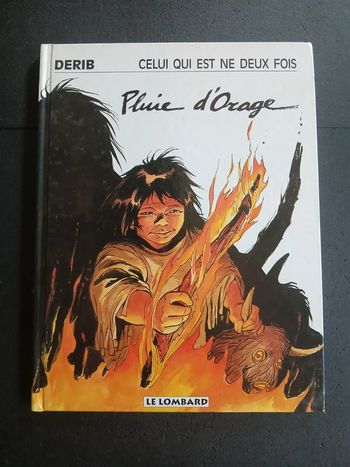 DERIB
CELUI QUI EST NE DEUX FOIS
Pluie d'Orage
LE LOMBARD